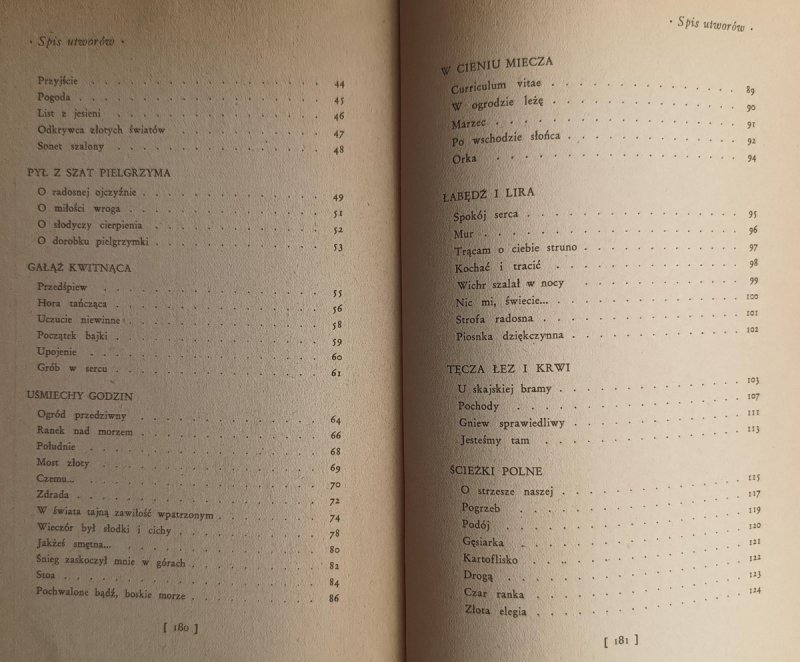 • Spis utworów •
Przyjście . . . 44
Pogoda . . . 45
List z jesieni . . . 46
Odkrywca złotych światów . . . 47
Sonet szalony . . . 48
PYŁ Z SZAT PIELGRZYMA
O radosnej ojczyźnie . . . 49
O miłości wroga . . . 51
O słodyczy cierpienia . . . 52
O dorobku pielgrzymki . . . 53
GAŁĄŹ KWITNĄCA
Przedśpiew . . . 55
Hora tańcząca . . . 56
Uczucie niewinne . . . 58
Początek bajki . . . 59
Upojenie . . . 60
Grób w sercu . . . 61
UŚMIECHY GODZIN
Ogród przedziwny . . . 64
Ranek nad morzem . . . 66
Południe . . . 68
Most złoty . . . 69
Czemu... . . . 70
Zdrada . . . 72
W świata tajną zawiłość wpatrzonym . . . 74
Wieczór był słodki i cichy . . . 78
Jakżeś smętna... . . . 80
Śnieg zaskoczył mnie w górach . . . 82
Stoa . . . 84
Pochwalone bądź, boskie morze . . . 86
[ 180 ]
• Spis utworów •
W CIENIU MIECZA
Curriculum vitae . . . 89
W ogrodzie leżę . . . 90
Marzec . . . 91
Po wschodzie słońca . . . 92
Orka . . . 94
ŁABĘDŹ I LIRA
Spokój serca . . . 95
Mur . . . 96
Trącam o ciebie struno . . . 97
Kochać i tracić . . . 98
Wichr szalał w nocy . . . 99
Nic mi, świecie... . . . 100
Strofa radosna . . . 101
Piosnka dziękczynna . . . 102
TĘCZA ŁEZ I KRWI
U skajskiej bramy . . . 103
Pochody . . . 107
Gniew sprawiedliwy . . . 111
Jesteśmy tam . . . 113
ŚCIEŻKI POLNE
O strzesze naszej . . . 115
Pogrzeb . . . 117
Podój . . . 119
Gęsiarka . . . 120
Kartoflisko . . . 121
Drogą . . . 122
Czar ranka . . . 123
Złota elegia . . . 124
[ 181 ]